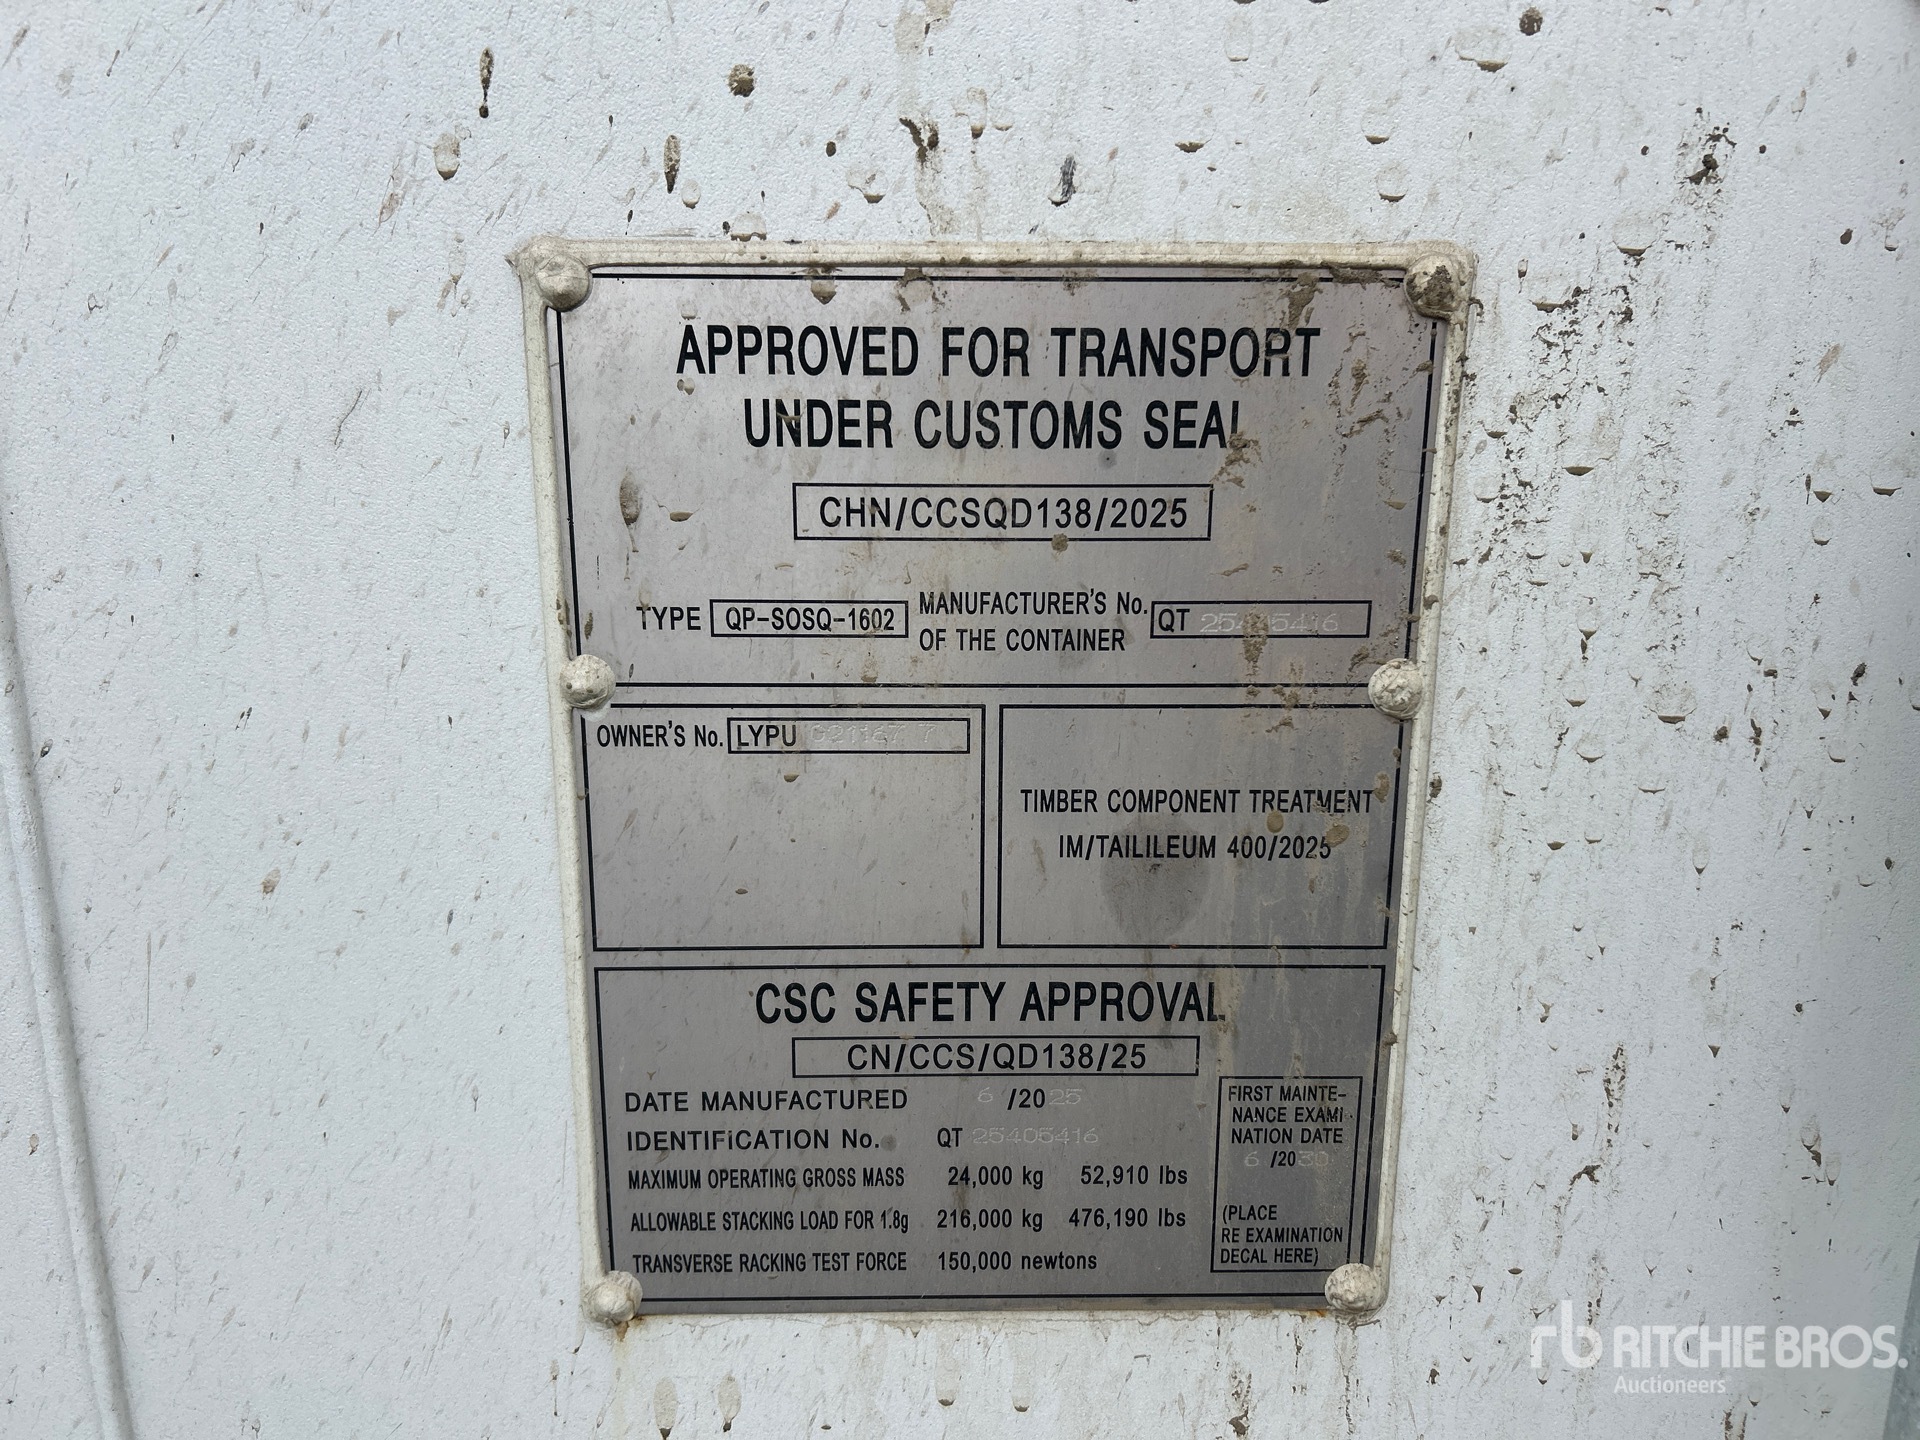 APPROVED FOR TRANSPORT
UNDER CUSTOMS SEAL
CHN/CCSQD138/2025
TYPE QP-SOSQ-1602 MANUFACTURER'S No. OF THE CONTAINER QT 25405416
OWNER'S No. LYPU
TIMBER COMPONENT TREATMENT
IM/TAILILEUM 400/2025
CSC SAFETY APPROVAL
CN/CCS/QD138/25
DATE MANUFACTURED 6 /2025
IDENTIFICATION No. QT 25405416
MAXIMUM OPERATING GROSS MASS 24,000 kg 52,910 lbs
ALLOWABLE STACKING LOAD FOR 1.8g 216,000 kg 476,190 lbs
TRANSVERSE RACKING TEST FORCE 150,000 newtons
FIRST MAINTE-
NANCE EXAMI
NATION DATE
6 /2030
(PLACE
RE EXAMINATION
DECAL HERE)
rb RITCHIE BROS.
Auctioneers